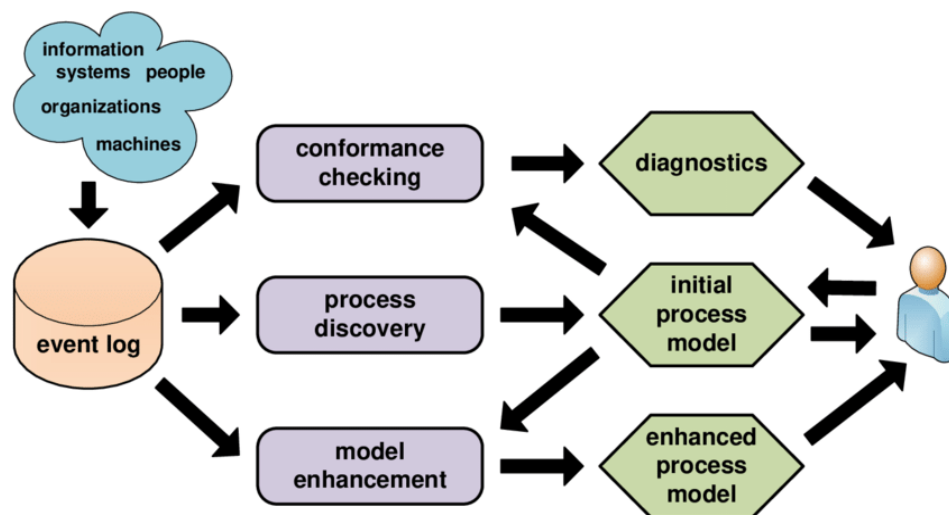 information
systems people
organizations
machines
conformance
checking
diagnostics
event log
process
discovery
initial
process
model
model
enhancement
enhanced
process
model